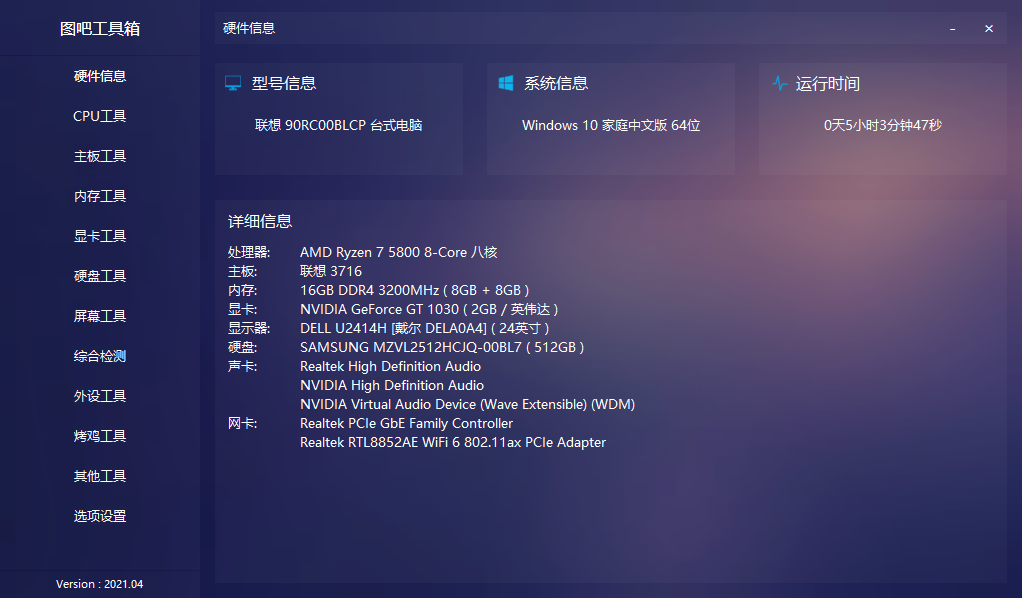 图吧工具箱
硬件信息
CPU工具
主板工具
内存工具
显卡工具
硬盘工具
屏幕工具
综合检测
外设工具
烤鸡工具
其他工具
选项设置
Version : 2021.04
硬件信息
型号信息
联想 90RC00BLCP 台式电脑
系统信息
Windows 10 家庭中文版 64位
运行时间
0天5小时3分钟47秒
详细信息
处理器: AMD Ryzen 7 5800 8-Core 八核
主板: 联想 3716
内存: 16GB DDR4 3200MHz ( 8GB + 8GB )
显卡: NVIDIA GeForce GT 1030 ( 2GB / 英伟达 )
显示器: DELL U2414H [戴尔 DELA0A4] ( 24英寸 )
硬盘: SAMSUNG MZVL2512HCJQ-00BL7 ( 512GB )
声卡: Realtek High Definition Audio
NVIDIA High Definition Audio
NVIDIA Virtual Audio Device (Wave Extensible) (WDM)
网卡: Realtek PCIe GbE Family Controller
Realtek RTL8852AE WiFi 6 802.11ax PCIe Adapter